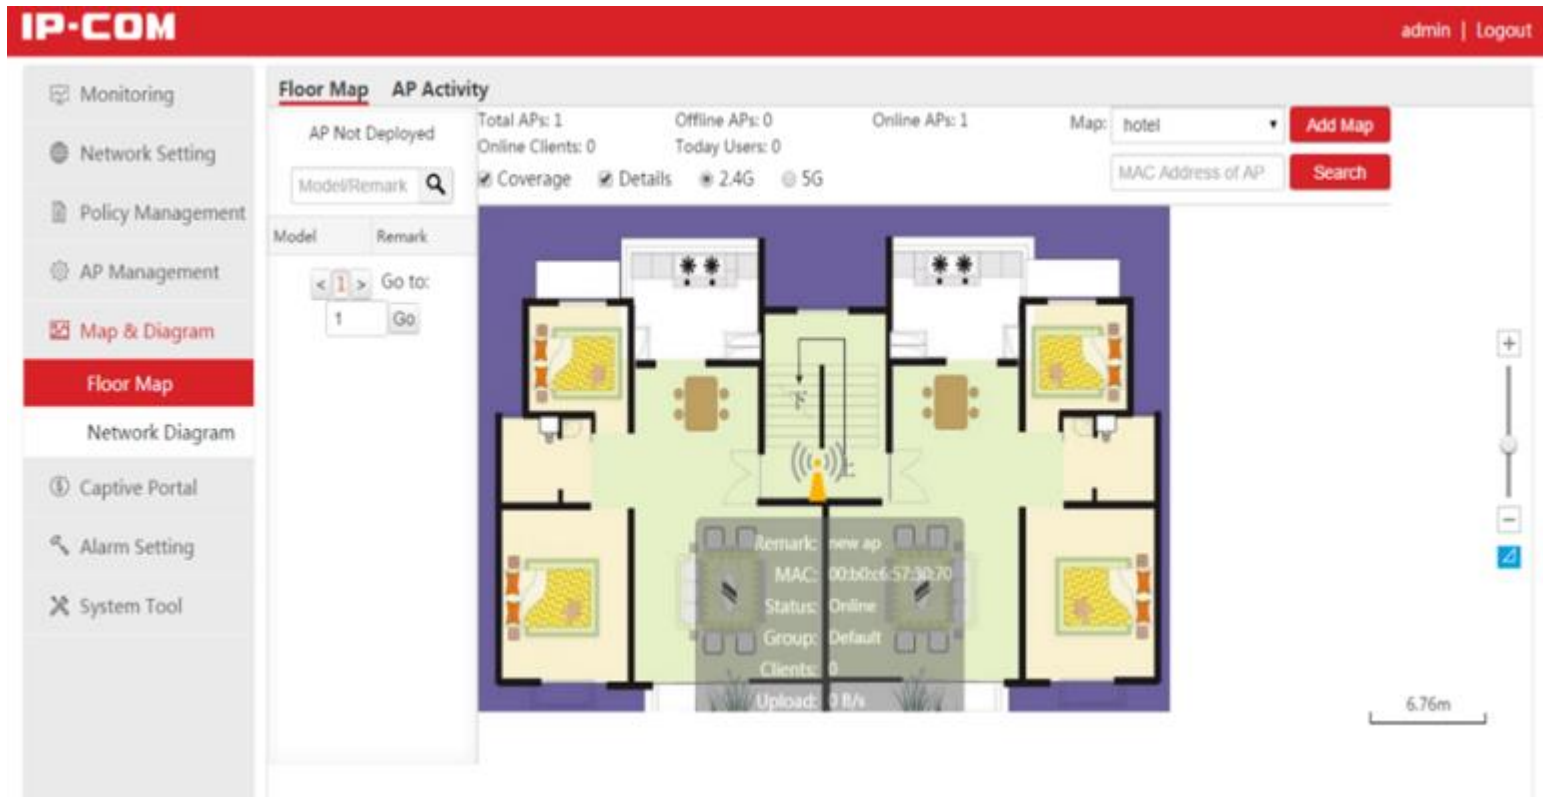 IP-COM
admin | Logout
Monitoring
Network Setting
Policy Management
AP Management
Map & Diagram
Floor Map
Network Diagram
Captive Portal
Alarm Setting
System Tool
Floor Map AP Activity
AP Not Deployed
Model/Remark
Model Remark
< 1 > Go to:
1 Go
Total APs: 1 Offline APs: 0 Online APs: 1
Online Clients: 0 Today Users: 0
Coverage Details 2.4G 5G
Map: hotel Add Map
MAC Address of AP Search
下
上
Remark: new ap
MAC: 00:b0:c6:57:30:70
Status: Online
Group: Default
Clients: 0
Upload: 0 B/s
+
−
6.76m